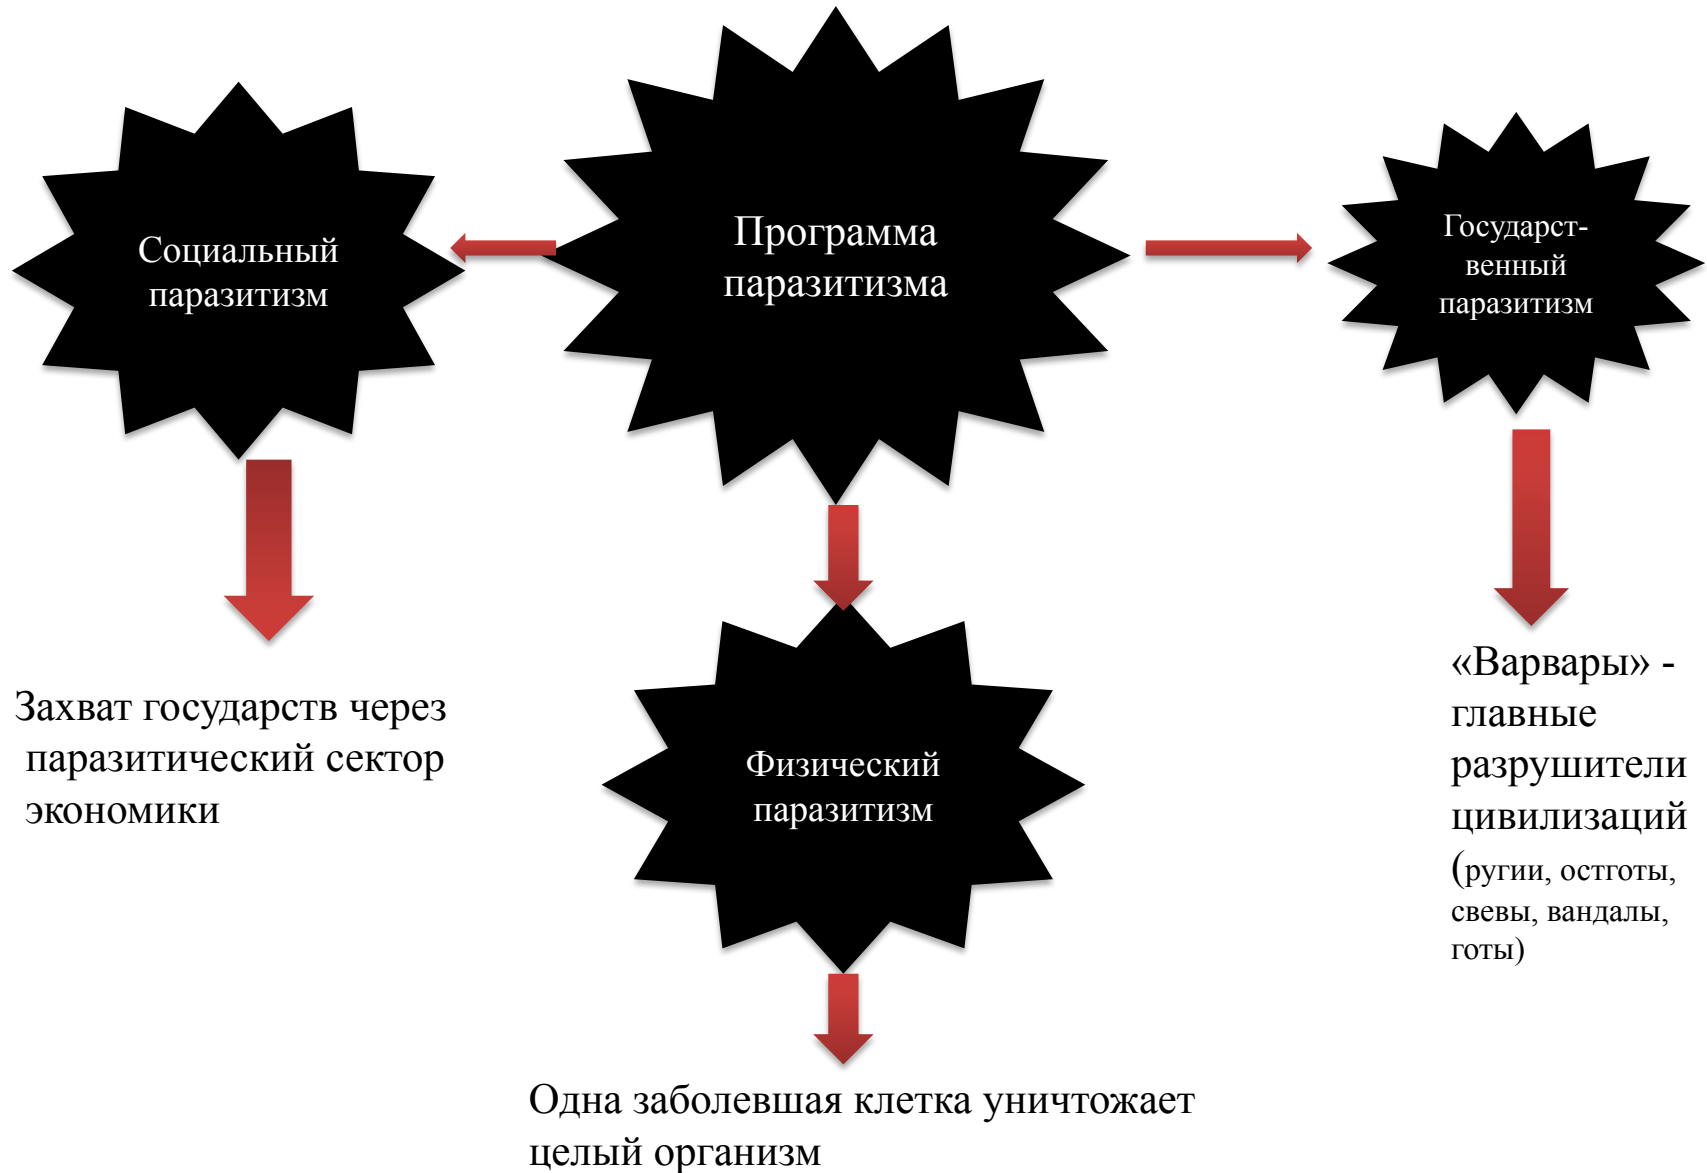 Программа
паразитизма
Социальный
паразитизм
Государст-
венный
паразитизм
Захват государств через
паразитический сектор
экономики
Физический
паразитизм
«Варвары» -
главные
разрушители
цивилизаций
(ругии, остготы,
свевы, вандалы,
готы)
Одна заболевшая клетка уничтожает
целый организм